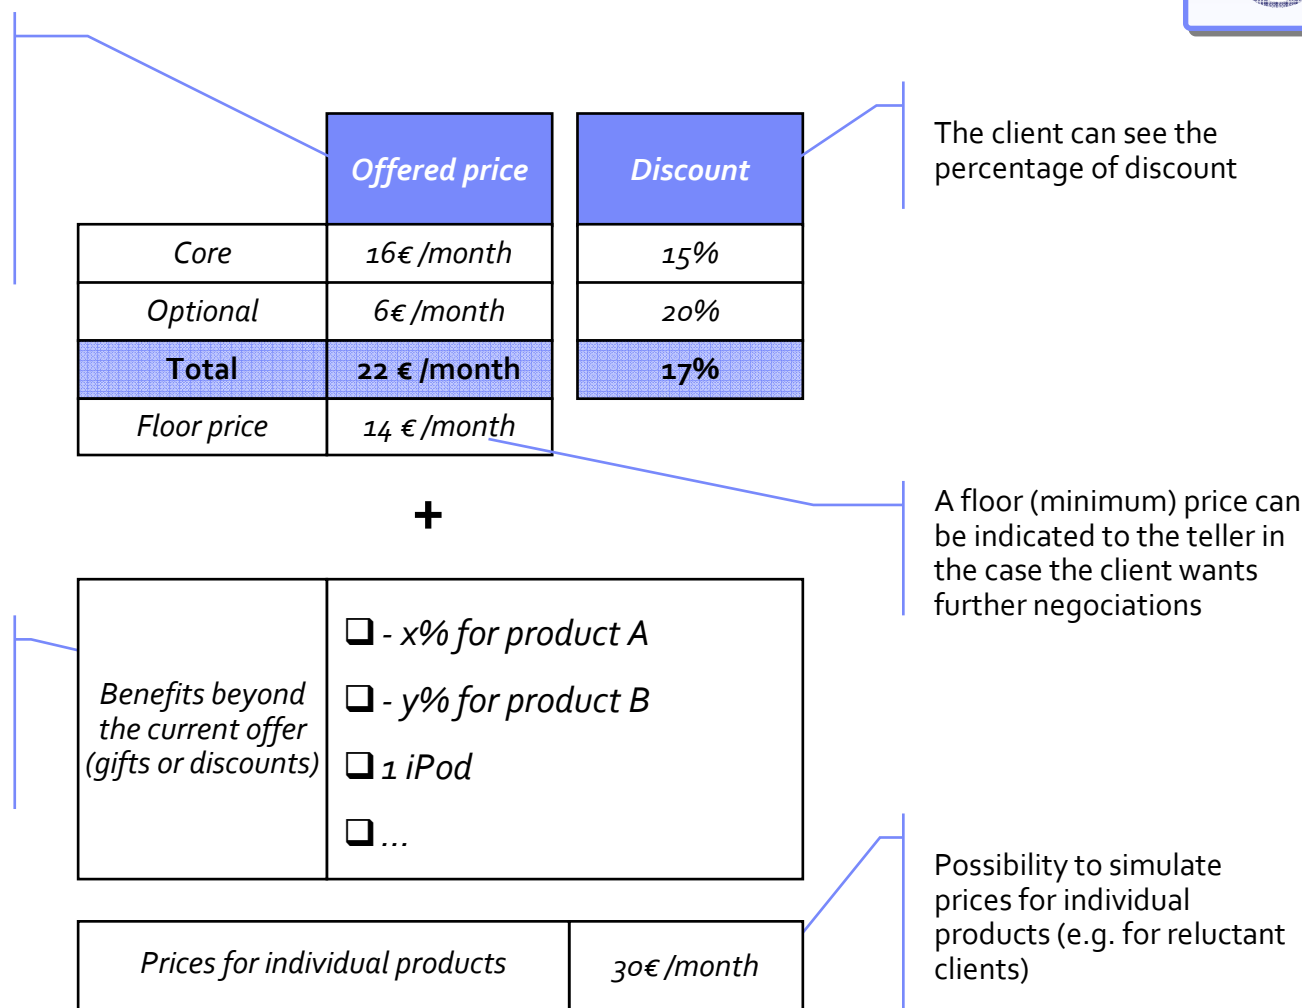 Offered price
Discount
The client can see the
percentage of discount
Core
16€ /month
15%
Optional
6€ /month
20%
Total
22 € /month
17%
Floor price
14 € /month
+
A floor (minimum) price can
be indicated to the teller in
the case the client wants
further negociations
Benefits beyond
the current offer
(gifts or discounts)
- x% for product A
- y% for product B
1 iPod
...
Possibility to simulate
prices for individual
products (e.g. for reluctant
clients)
Prices for individual products
30€ /month